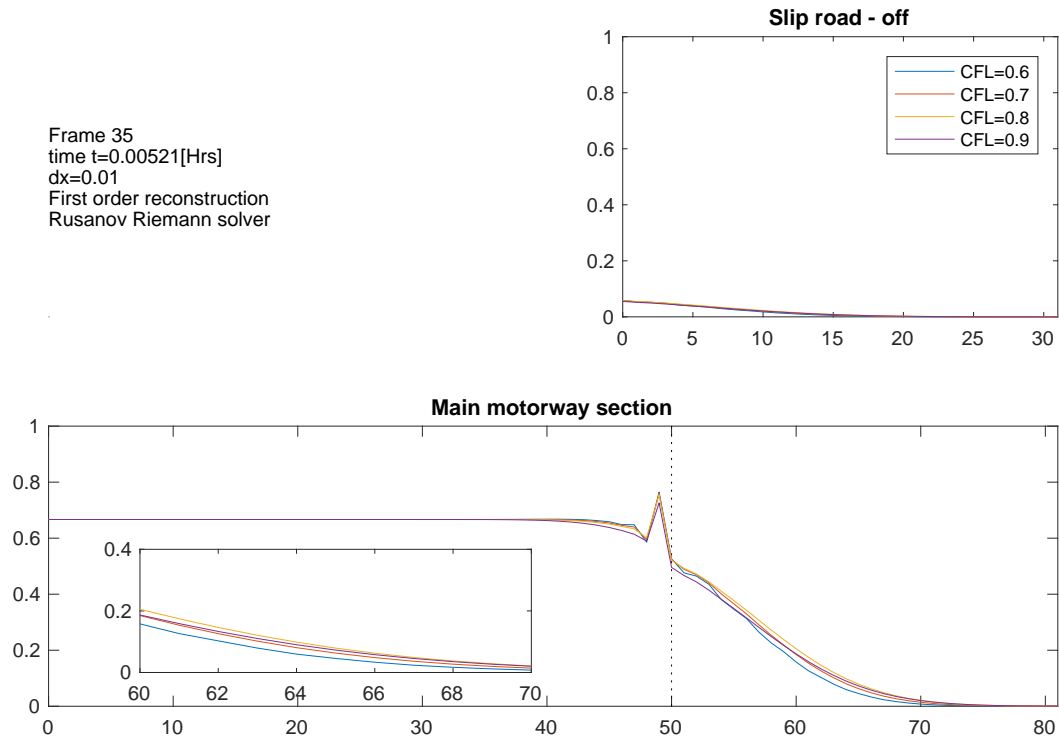 Slip road - off
1
0.8
0.6
0.4
0.2
0
0 5 10 15 20 25 30
CFL=0.6
CFL=0.7
CFL=0.8
CFL=0.9
Frame 35
time t=0.00521[Hrs]
dx=0.01
First order reconstruction
Rusanov Riemann solver
Main motorway section
1
0.8
0.6
0.4
0.2
0
0 10 20 30 40 50 60 70 80
0.4
0.2
0
60 62 64 66 68 70